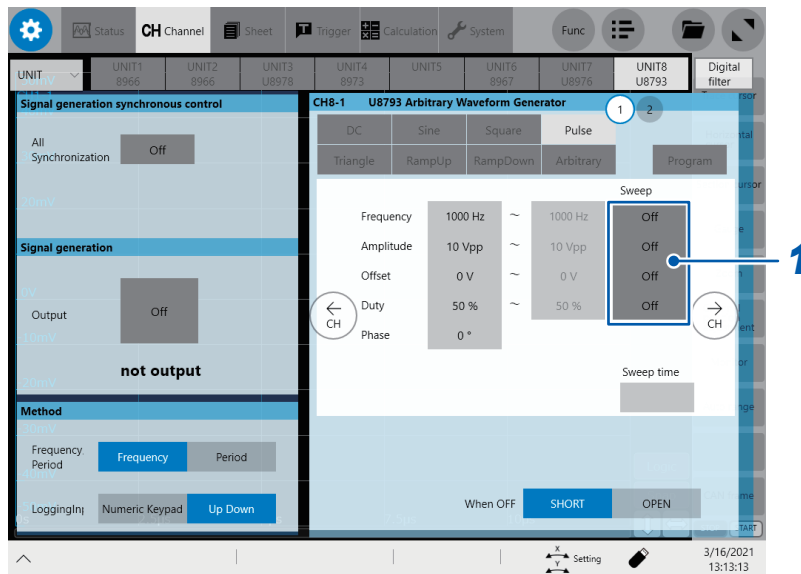 Status CH Channel Sheet T Trigger Calculation System Func
UNIT UNIT1 8966 UNIT2 8966 UNIT3 U8978 UNIT4 8973 UNIT5 UNIT6 8967 UNIT7 U8976 UNIT8 U8793 Digital filter
Signal generation synchronous control
All Synchronization Off
Signal generation
Output Off
not output
Method
Frequency Period Frequency Period
LoggingInp Numeric Keypad Up Down
CH8-1 U8793 Arbitrary Waveform Generator 1 2
DC Sine Square Pulse
Triangle RampUp RampDown Arbitrary Program
Sweep
Frequency 1000 Hz ~ 1000 Hz Off
Amplitude 10 Vpp ~ 10 Vpp Off
Offset 0 V ~ 0 V Off
Duty 50 % ~ 50 % Off
Phase 0 °
← CH
→ CH
Sweep time
When OFF SHORT OPEN
1
X Y Setting
3/16/2021
13:13:13